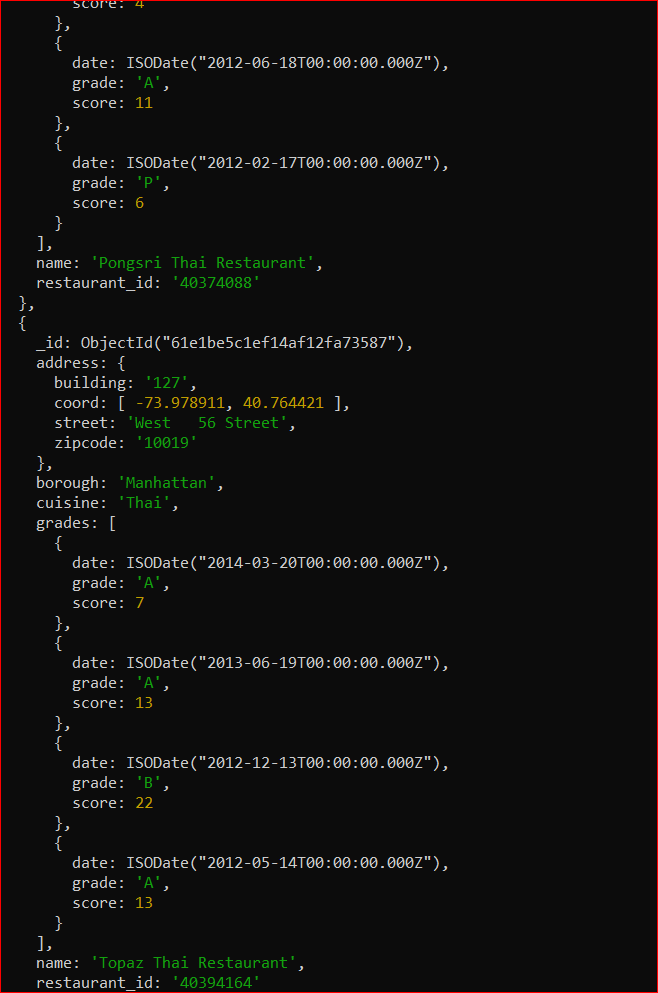 score: 4
    },
    {
      date: ISODate("2012-06-18T00:00:00.000Z"),
      grade: 'A',
      score: 11
    },
    {
      date: ISODate("2012-02-17T00:00:00.000Z"),
      grade: 'P',
      score: 6
    }
  ],
  name: 'Pongsri Thai Restaurant',
  restaurant_id: '40374088'
},
{
  _id: ObjectId("61e1be5c1ef14af12fa73587"),
  address: {
    building: '127',
    coord: [ -73.978911, 40.764421 ],
    street: 'West   56 Street',
    zipcode: '10019'
  },
  borough: 'Manhattan',
  cuisine: 'Thai',
  grades: [
    {
      date: ISODate("2014-03-20T00:00:00.000Z"),
      grade: 'A',
      score: 7
    },
    {
      date: ISODate("2013-06-19T00:00:00.000Z"),
      grade: 'A',
      score: 13
    },
    {
      date: ISODate("2012-12-13T00:00:00.000Z"),
      grade: 'B',
      score: 22
    },
    {
      date: ISODate("2012-05-14T00:00:00.000Z"),
      grade: 'A',
      score: 13
    }
  ],
  name: 'Topaz Thai Restaurant',
  restaurant_id: '40394164'